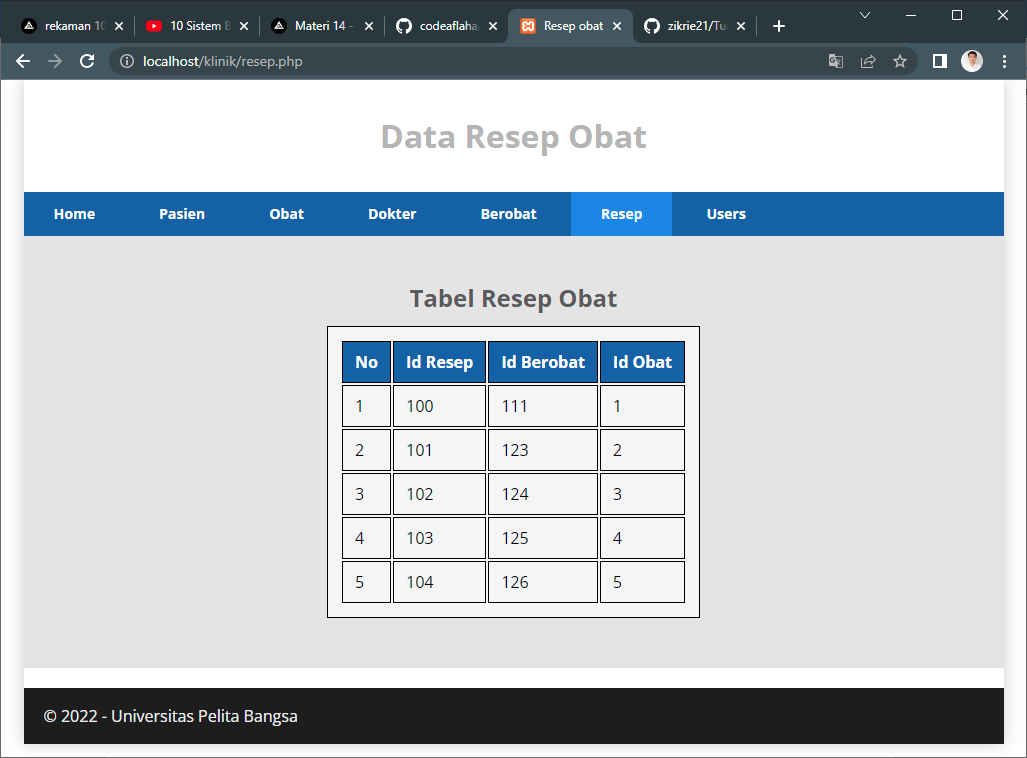 rekaman 10
10 Sistem B
Materi 14 -
codeaflaha
Resep obat
zikrie21/Tu
localhost/klinik/resep.php
Data Resep Obat
Home Pasien Obat Dokter Berobat Resep Users
Tabel Resep Obat
No Id Resep Id Berobat Id Obat
1 100 111 1
2 101 123 2
3 102 124 3
4 103 125 4
5 104 126 5
© 2022 - Universitas Pelita Bangsa